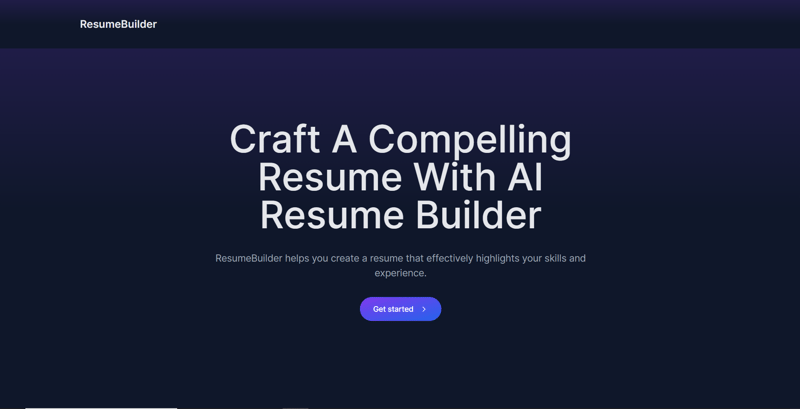 ResumeBuilder
Craft A Compelling
Resume With AI
Resume Builder
ResumeBuilder helps you create a resume that effectively highlights your skills and
experience.
Get started